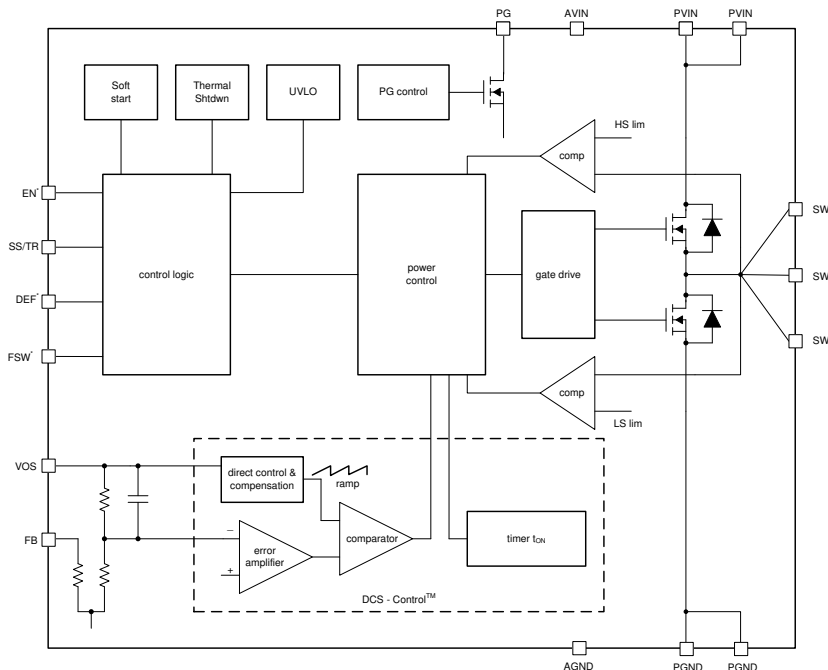 PG
AVIN
PVIN
PVIN
Soft
start
Thermal
Shtdwn
UVLO
PG control
HS lim
comp
EN*
SS/TR
DEF*
FSW*
control logic
power
control
gate drive
SW
SW
SW
comp
LS lim
VOS
FB
direct control &
compensation
ramp
−
+
error
amplifier
comparator
timer tON
DCS - Control™
AGND
PGND
PGND